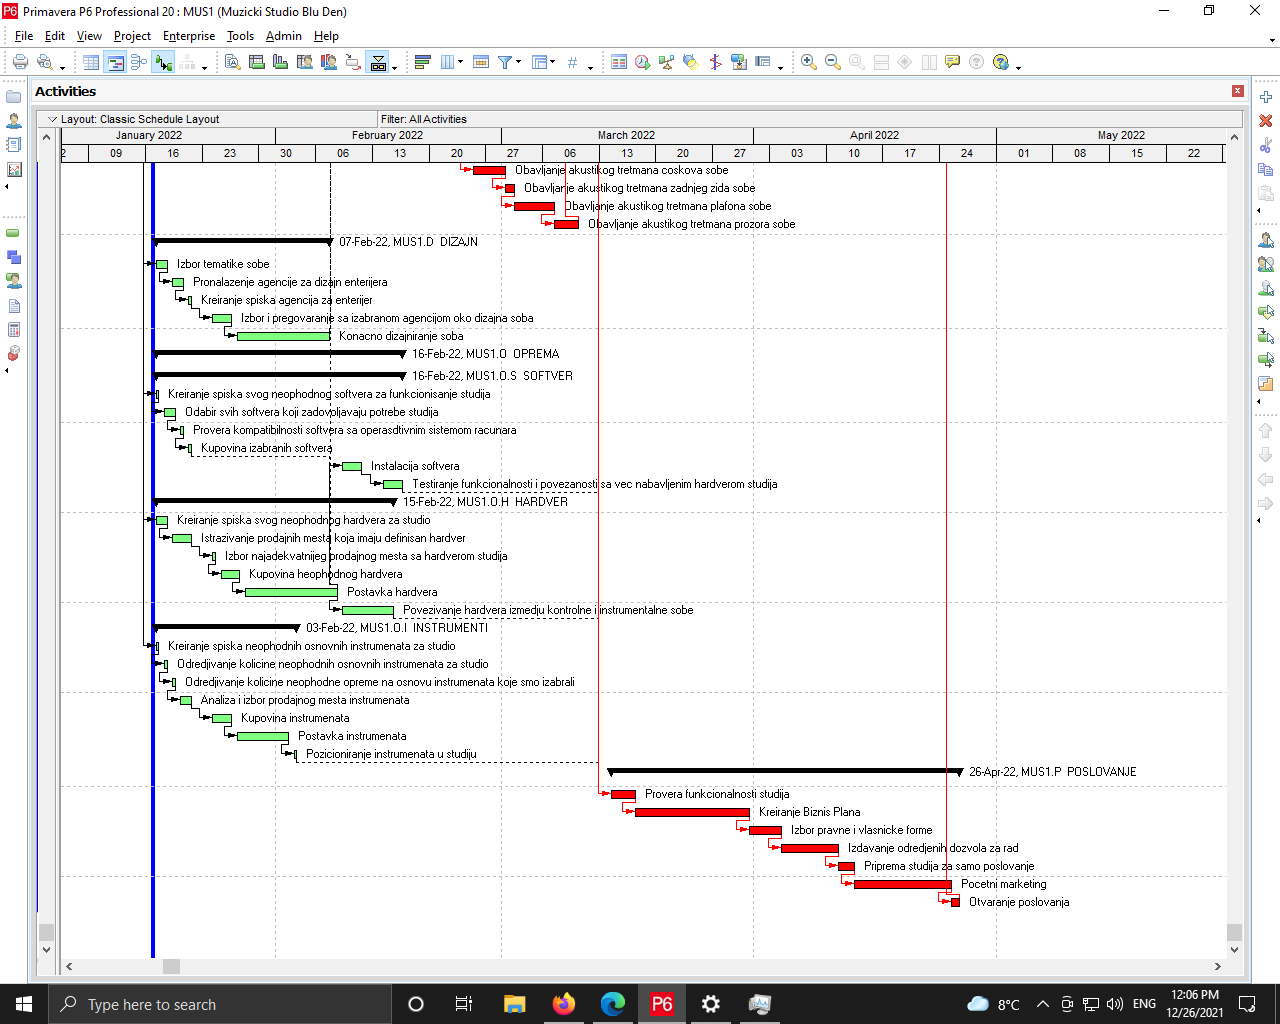 P6 Primavera P6 Professional 20 : MUS1 (Muzicki Studio Blu Den)
File Edit View Project Enterprise Tools Admin Help
Activities
Layout: Classic Schedule Layout Filter: All Activities
January 2022 February 2022 March 2022 April 2022 May 2022
2 09 16 23 30 06 13 20 27 06 13 20 27 03 10 17 24 01 08 15 22
Obavljanje akustikog tretmana coskova sobe
Obavljanje akustikog tretmana zadnjeg zida sobe
Obavljanje akustikog tretmana plafona sobe
Obavljanje akustikog tretmana prozora sobe
07-Feb-22, MUS1.D DIZAJN
Izbor tematike sobe
Pronalazenje agencije za dizajn enterijera
Kreiranje spiska agencija za enterijer
Izbor i pregovaranje sa izabranom agencijom oko dizajna soba
Konacno dizajniranje soba
16-Feb-22, MUS1.O OPREMA
16-Feb-22, MUS1.O.S SOFTVER
Kreiranje spiska svog neophodnog softvera za funkcionisanje studija
Odabir svih softvera koji zadovoljavaju potrebe studija
Provera kompatibilnosti softvera sa operasdtivnim sistemom racunara
Kupovina izabranih softvera
Instalacija softvera
Testiranje funkcionalnosti i povezanosti sa vec nabavljenim hardverom studija
15-Feb-22, MUS1.O.H HARDVER
Kreiranje spiska svog neophodnog hardvera za studio
Istrazivanje prodajnih mesta koja imaju definisan hardver
Izbor najadekvatnijeg prodajnog mesta sa hardverom studija
Kupovina neophodnog hardvera
Postavka hardvera
Povezivanje hardvera izmedju kontrolne i instrumentalne sobe
03-Feb-22, MUS1.O.I INSTRUMENTI
Kreiranje spiska neophodnih osnovnih instrumenata za studio
Odredjivanje kolicine neophodnih osnovnih instrumenata za studio
Odredjivanje kolicine neophodne opreme na osnovu instrumenata koje smo izabrali
Analiza i izbor prodajnog mesta instrumenata
Kupovina instrumenata
Postavka instrumenata
Pozicioniranje instrumenata u studiju
26-Apr-22, MUS1.P POSLOVANJE
Provera funkcionalnosti studija
Kreiranje Biznis Plana
Izbor pravne i vlasnicke forme
Izdavanje odredjenih dozvola za rad
Priprema studija za samo poslovanje
Pocetni marketing
Otvaranje poslovanja
Type here to search P6 8°C ENG 12:06 PM
12/26/2021